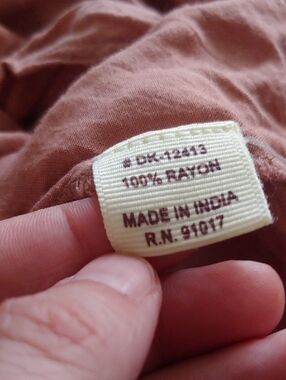 # DK-12413
100% RAYON
MADE IN INDIA
R.N. 91017